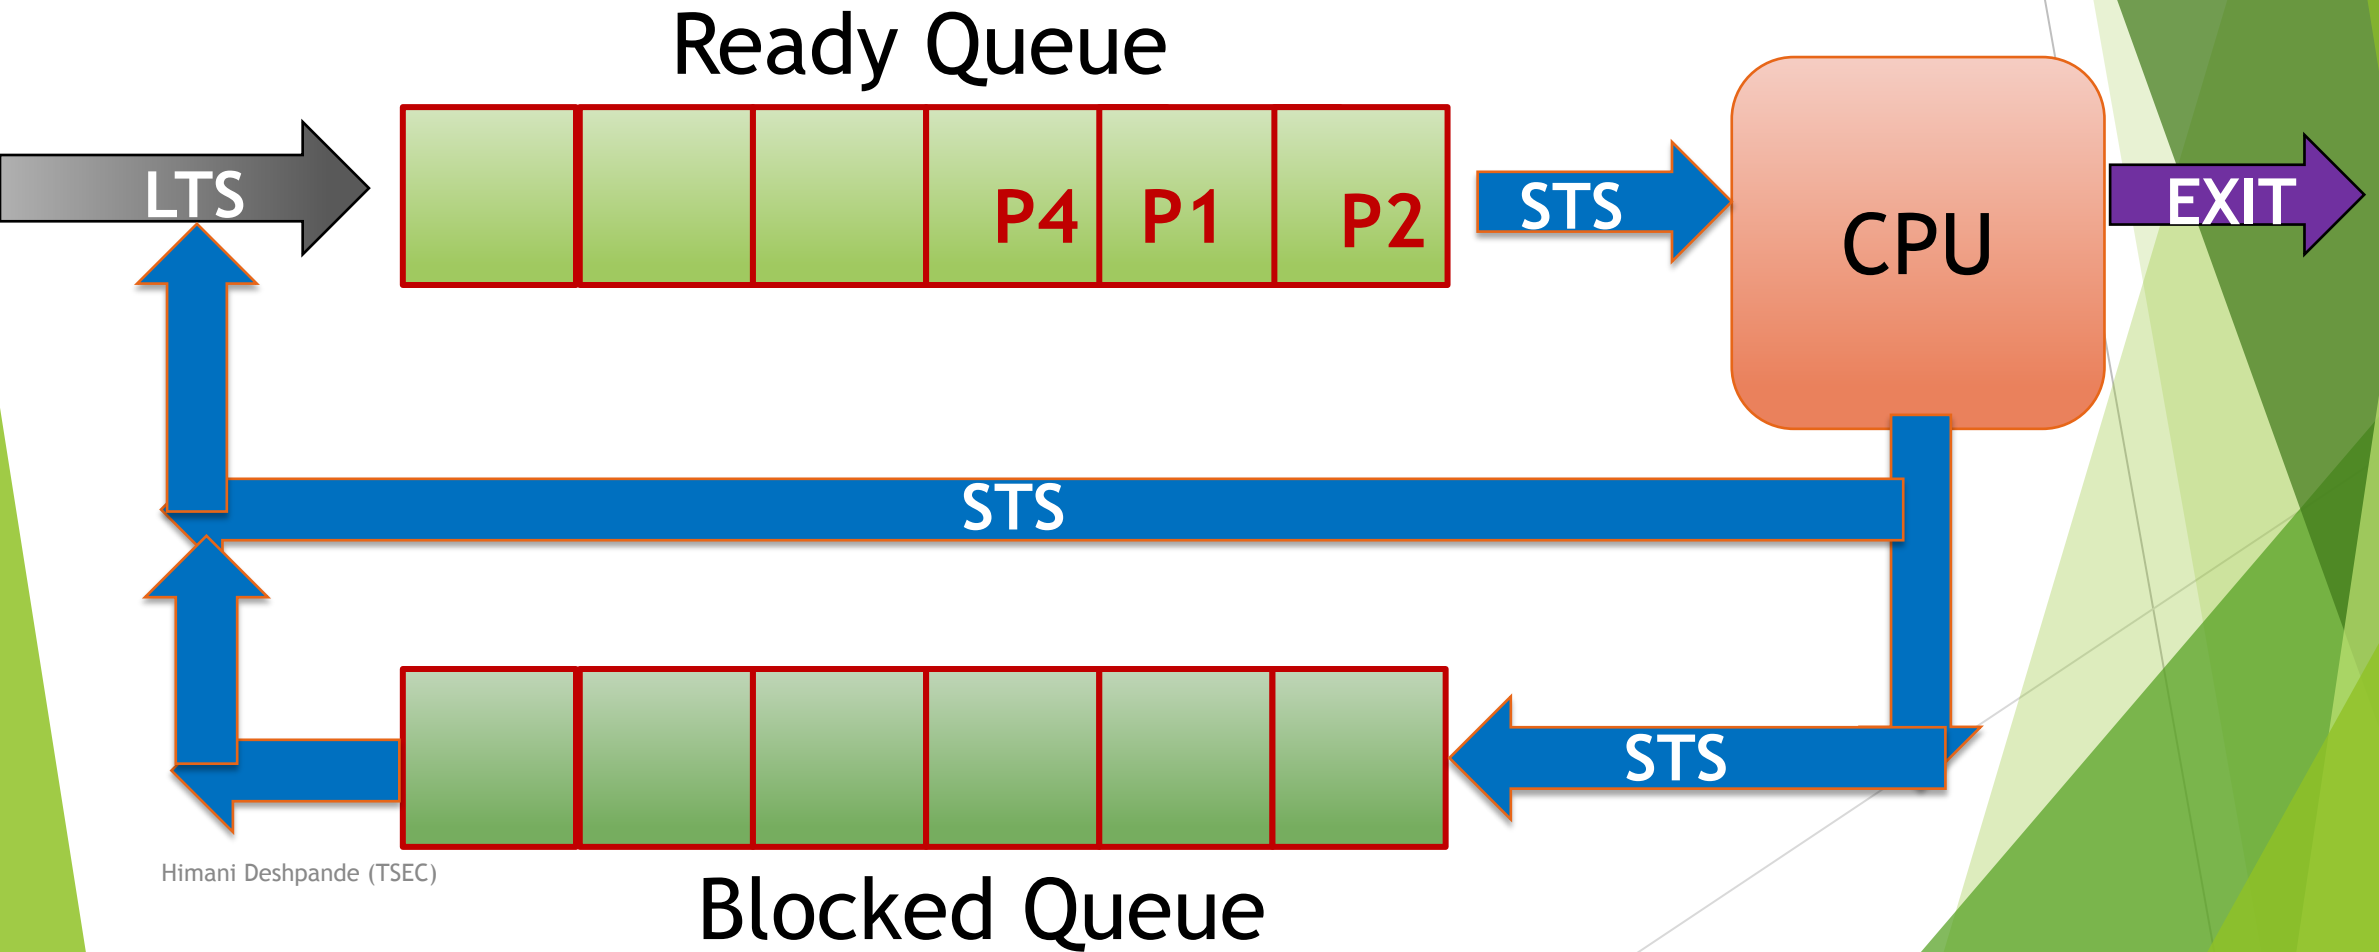 Ready Queue
LTS
P4 P1 P2
STS
CPU
EXIT
STS
STS
Himani Deshpande (TSEC)
Blocked Queue